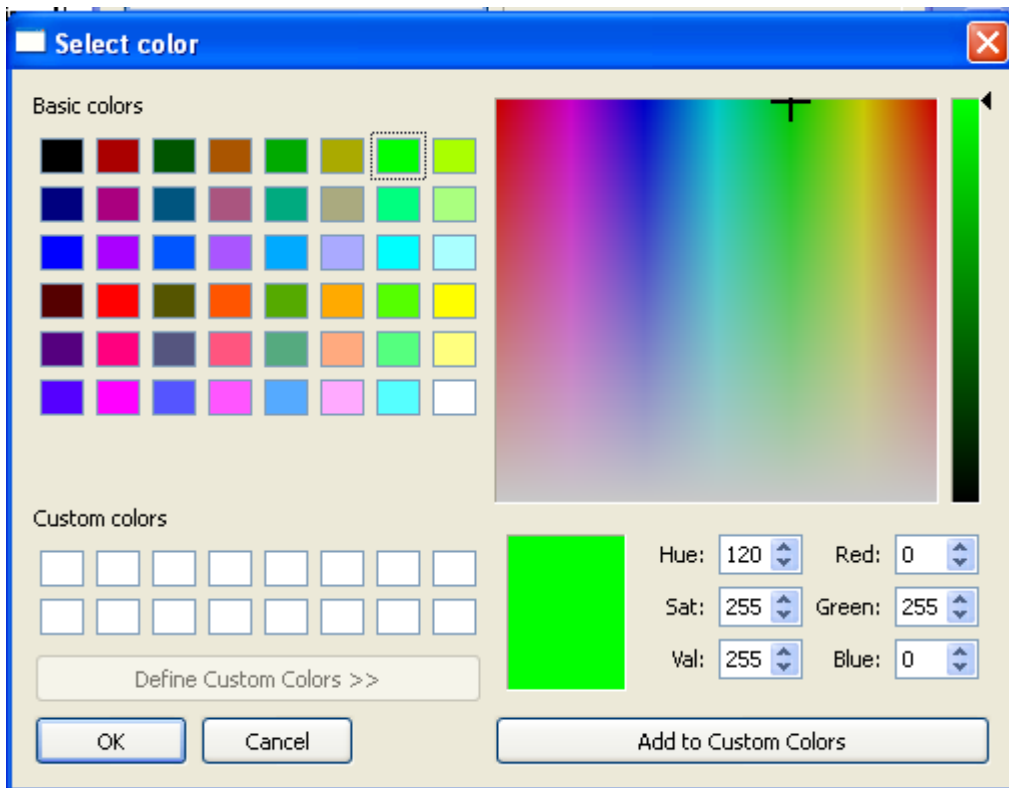 Select color
Basic colors
Custom colors
Hue: 120 Red: 0
Sat: 255 Green: 255
Val: 255 Blue: 0
Define Custom Colors >>
OK Cancel Add to Custom Colors